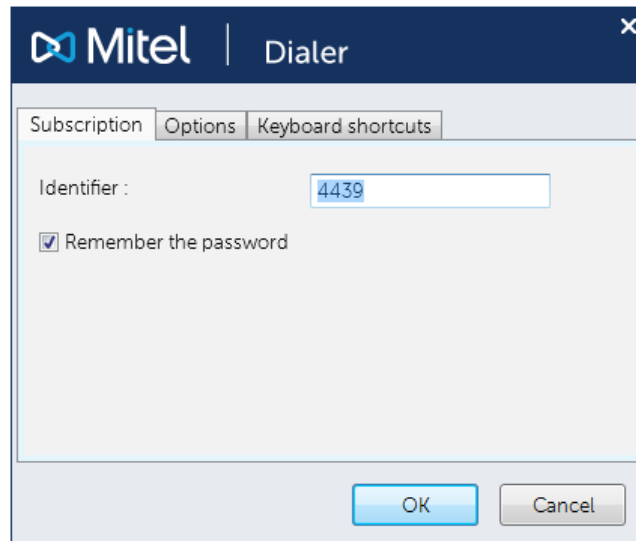 Mitel | Dialer
Subscription Options Keyboard shortcuts
Identifier : 4439
Remember the password
OK Cancel